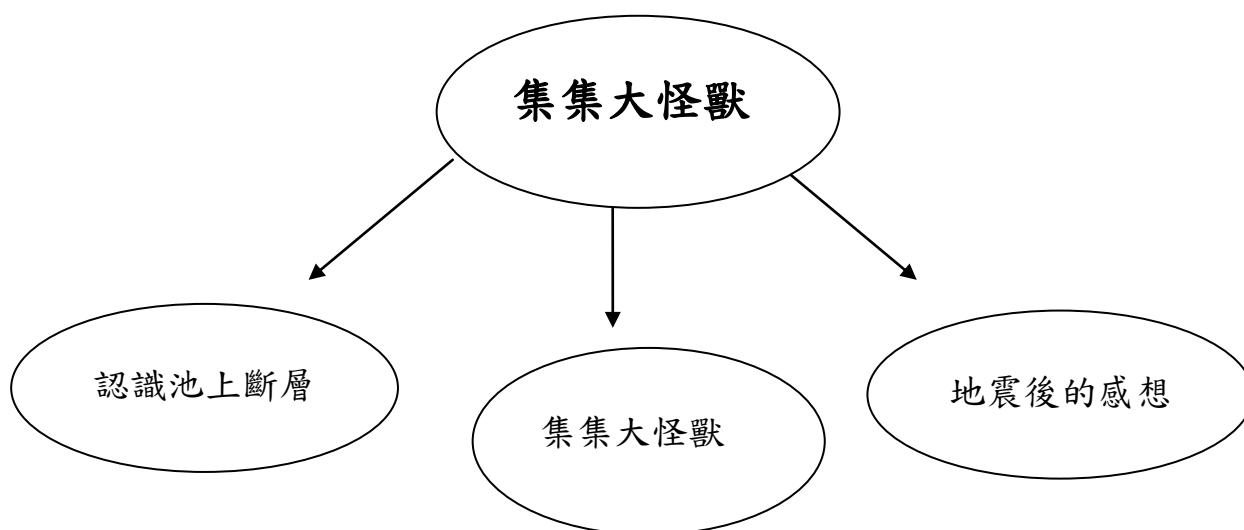 集集大怪獸
認識池上斷層
集集大怪獸
地震後的感想